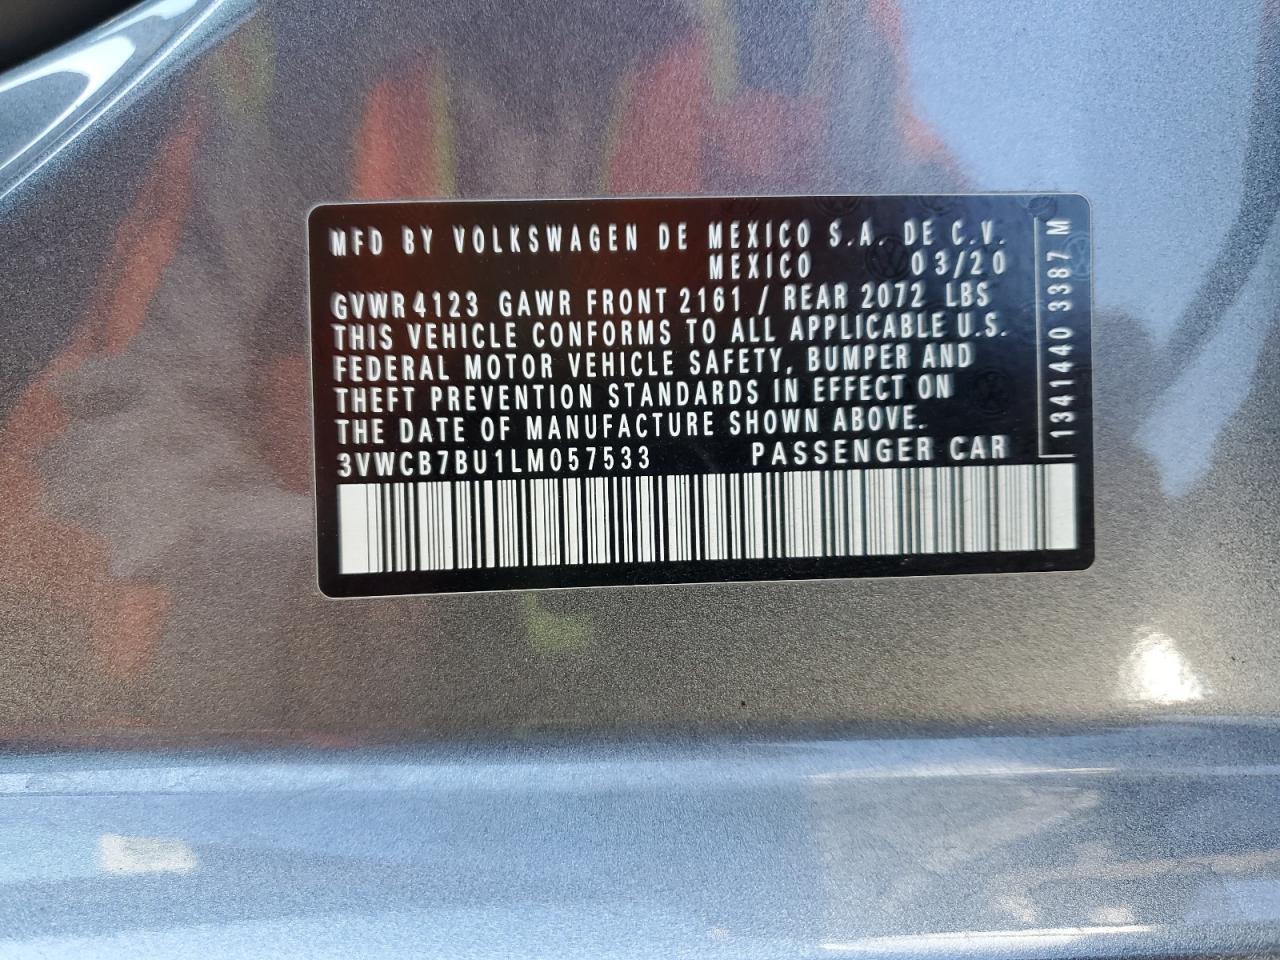 MFD BY VOLKSWAGEN DE MEXICO S.A. DE C.V.
MEXICO 03/20
GVWR 4123 GAWR FRONT 2161 / REAR 2072 LBS
THIS VEHICLE CONFORMS TO ALL APPLICABLE U.S.
FEDERAL MOTOR VEHICLE SAFETY, BUMPER AND
THEFT PREVENTION STANDARDS IN EFFECT ON
THE DATE OF MANUFACTURE SHOWN ABOVE.
3VWCB7BU1LM057533 PASSENGER CAR
1341440 3387 M